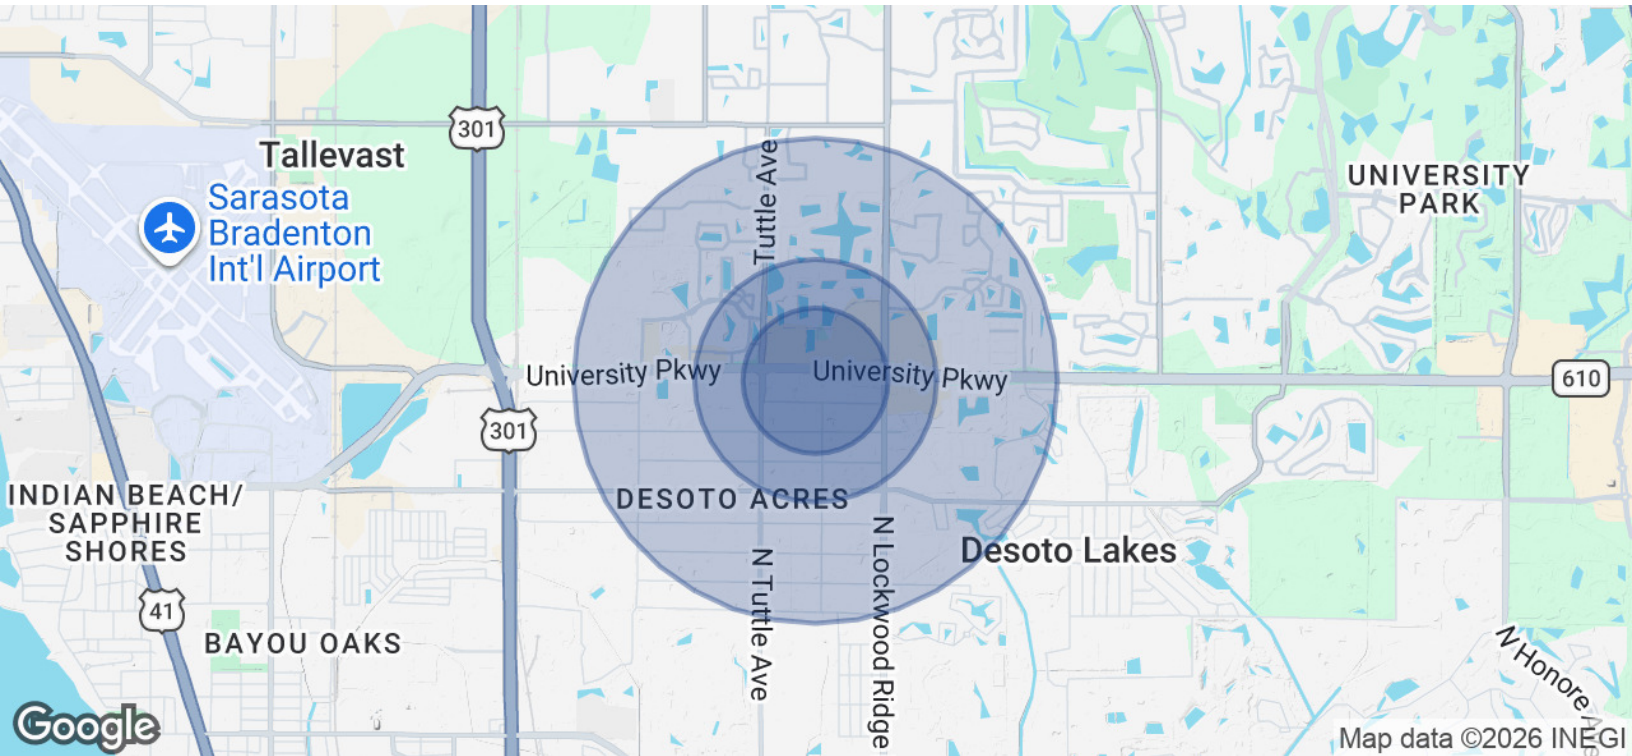 301
Tallevast
Sarasota
Bradenton
Int'l Airport
Tuttle Ave
UNIVERSITY
PARK
University Pkwy
University Pkwy
610
301
INDIAN BEACH/
SAPPHIRE
SHORES
DESOTO ACRES
Desoto Lakes
N Tuttle Ave
N Lockwood Ridge
41
BAYOU OAKS
N Honore
Google
Map data ©2026 INEGI